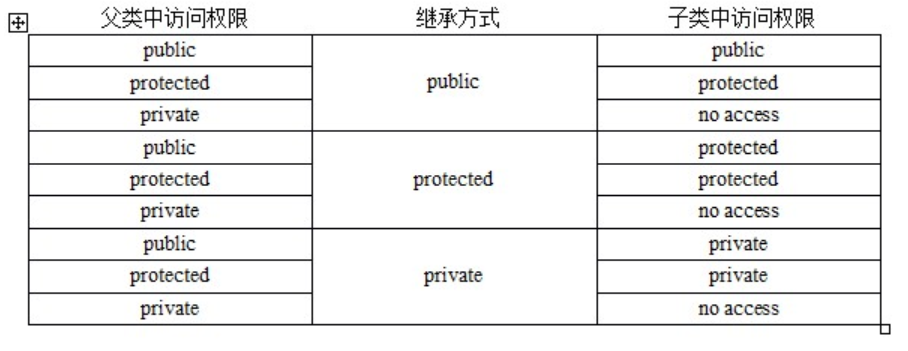 父类中访问权限 继承方式 子类中访问权限
public public
protected public protected
private no access
public protected
protected protected protected
private no access
public private
protected private private
private no access